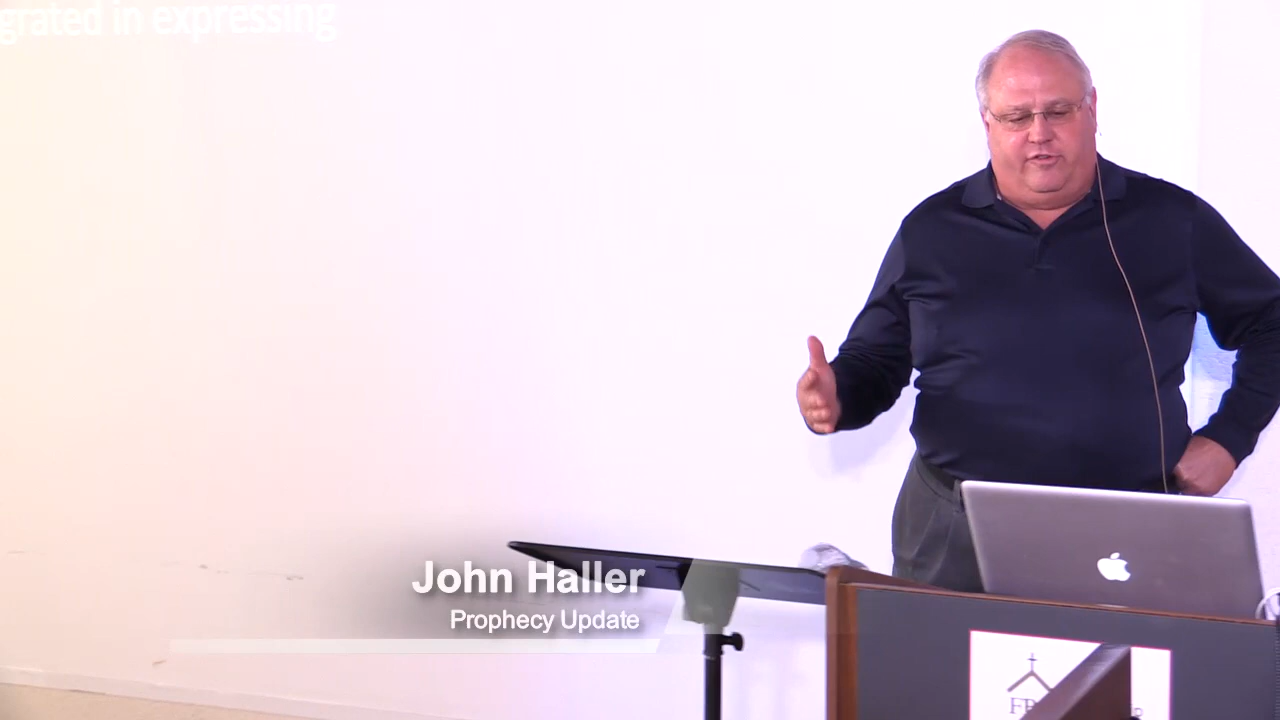 grated in expressing
John Haller
Prophecy Update